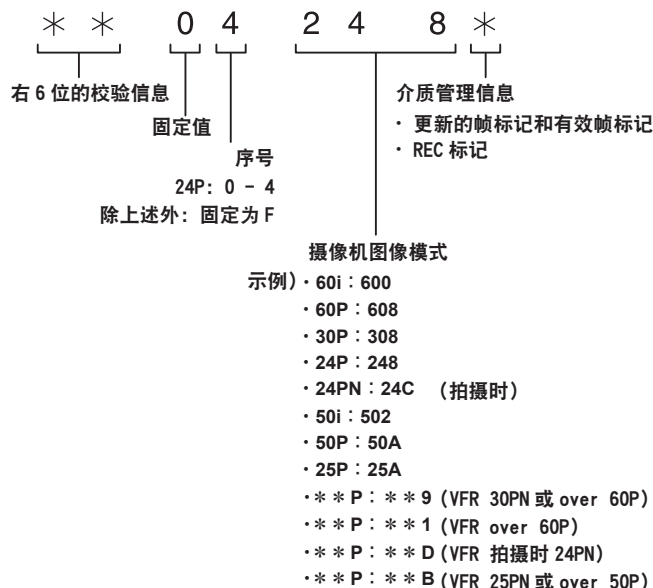 ＊＊ 0 4 2 4 8 ＊
右 6 位的校验信息
介质管理信息
固定值
・ 更新的帧标记和有效帧标记
・ REC 标记
序号
24P: 0 - 4
除上述外: 固定为 F
摄像机图像模式
示例)・60i：600
・60P：608
・30P：308
・24P：248
・24PN：24C （拍摄时）
・50i：502
・50P：50A
・25P：25A
・＊＊P：＊＊9 (VFR 30PN 或 over 60P)
・＊＊P：＊＊1 (VFR over 60P)
・＊＊P：＊＊D (VFR 拍摄时 24PN)
・＊＊P：＊＊B (VFR 25PN 或 over 50P)